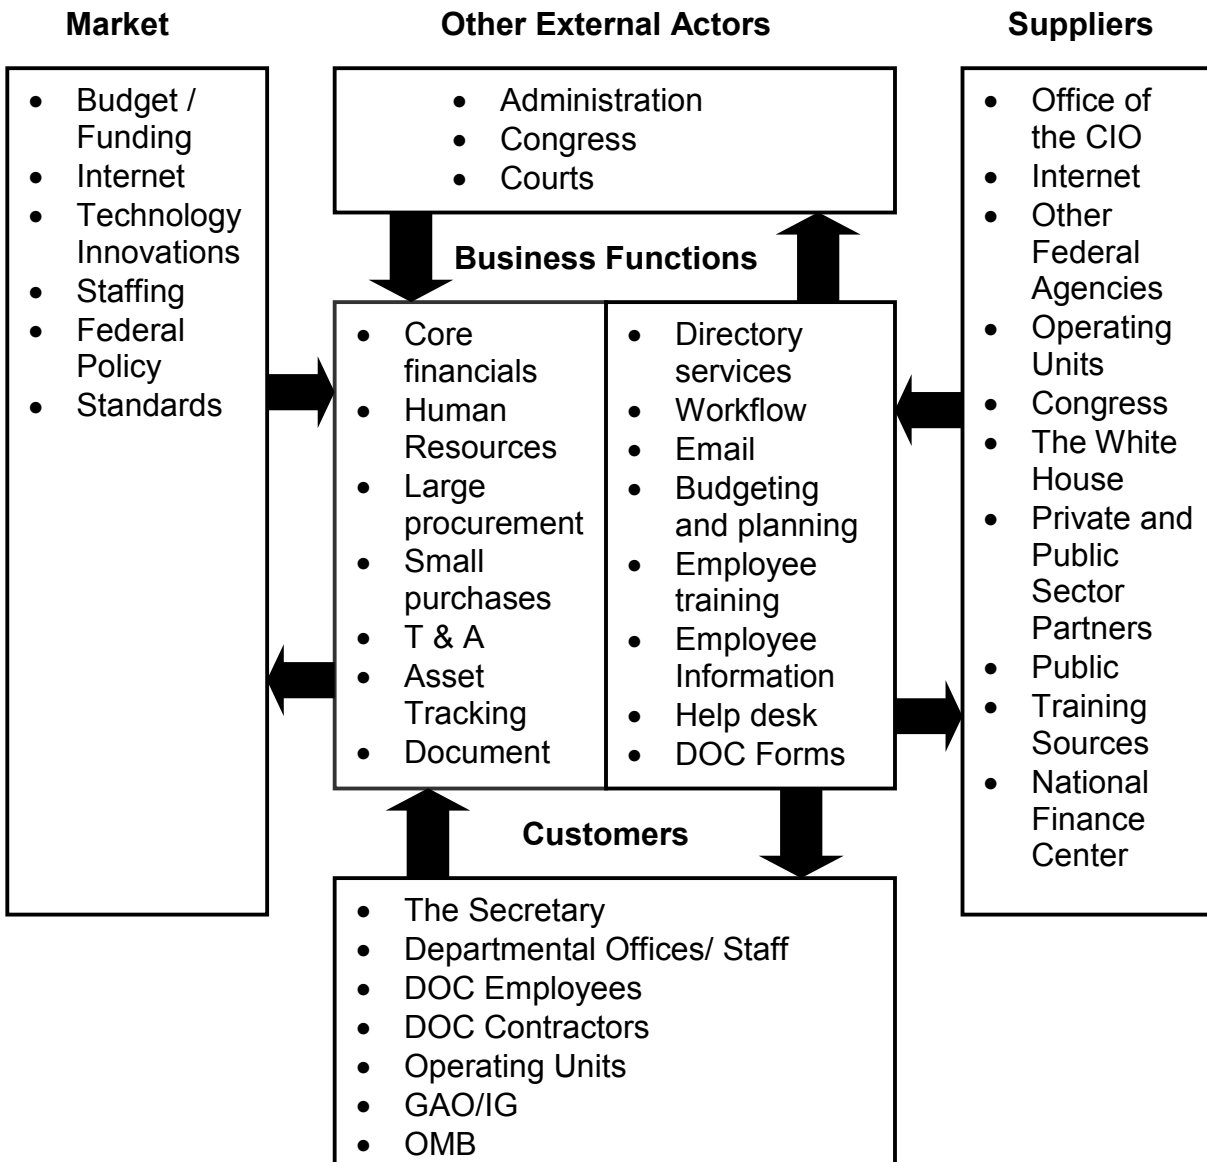 Market
• Budget /
Funding
• Internet
• Technology
Innovations
• Staffing
• Federal
Policy
• Standards
Other External Actors
• Administration
• Congress
• Courts
Business Functions
• Core
financials
• Human
Resources
• Large
procurement
• Small
purchases
• T & A
• Asset
Tracking
• Document
• Directory
services
• Workflow
• Email
• Budgeting
and planning
• Employee
training
• Employee
Information
• Help desk
• DOC Forms
Customers
• The Secretary
• Departmental Offices/ Staff
• DOC Employees
• DOC Contractors
• Operating Units
• GAO/IG
• OMB
Suppliers
• Office of
the CIO
• Internet
• Other
Federal
Agencies
• Operating
Units
• Congress
• The White
House
• Private and
Public
Sector
Partners
• Public
• Training
Sources
• National
Finance
Center